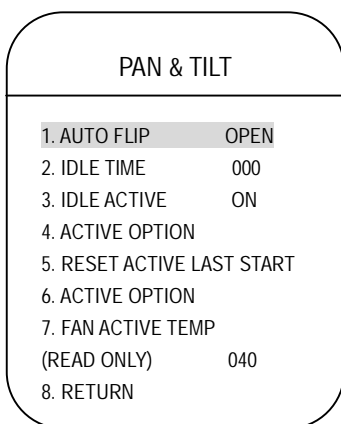 PAN & TILT
1. AUTO FLIP OPEN
2. IDLE TIME 000
3. IDLE ACTIVE ON
4. ACTIVE OPTION
5. RESET ACTIVE LAST START
6. ACTIVE OPTION
7. FAN ACTIVE TEMP
(READ ONLY) 040
8. RETURN